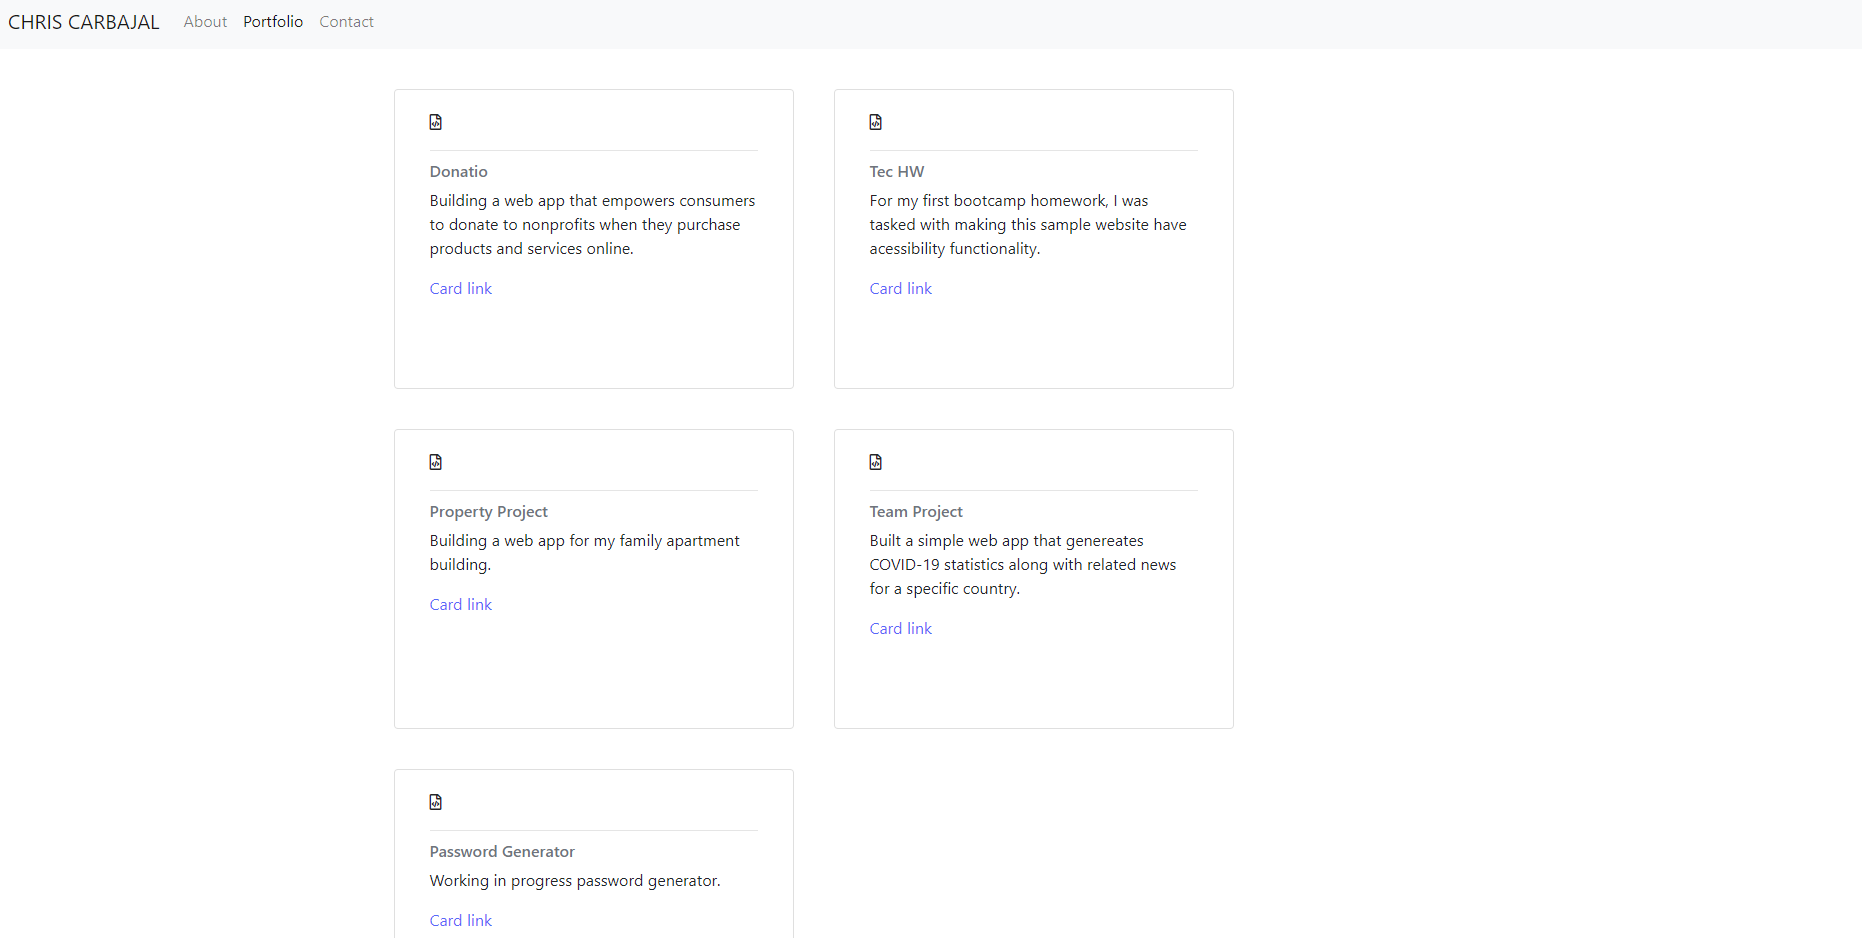 CHRIS CARBAJAL About Portfolio Contact
Donatio
Building a web app that empowers consumers
to donate to nonprofits when they purchase
products and services online.
Card link
Tec HW
For my first bootcamp homework, I was
tasked with making this sample website have
acessibility functionality.
Card link
Property Project
Building a web app for my family apartment
building.
Card link
Team Project
Built a simple web app that genereates
COVID-19 statistics along with related news
for a specific country.
Card link
Password Generator
Working in progress password generator.
Card link